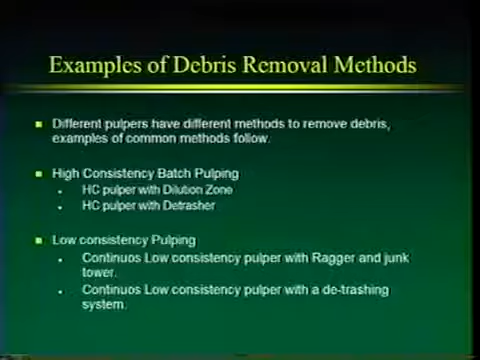 Examples of Debris Removal Methods
Different pulpers have different methods to remove debris,
examples of common methods follow.
High Consistency Batch Pulping
HC pulper with Dilution Zone
HC pulper with Detrasher
Low consistency Pulping
Continuos Low consistency pulper with Ragger and junk
tower.
Continuos Low consistency pulper with a de-trashing
system.